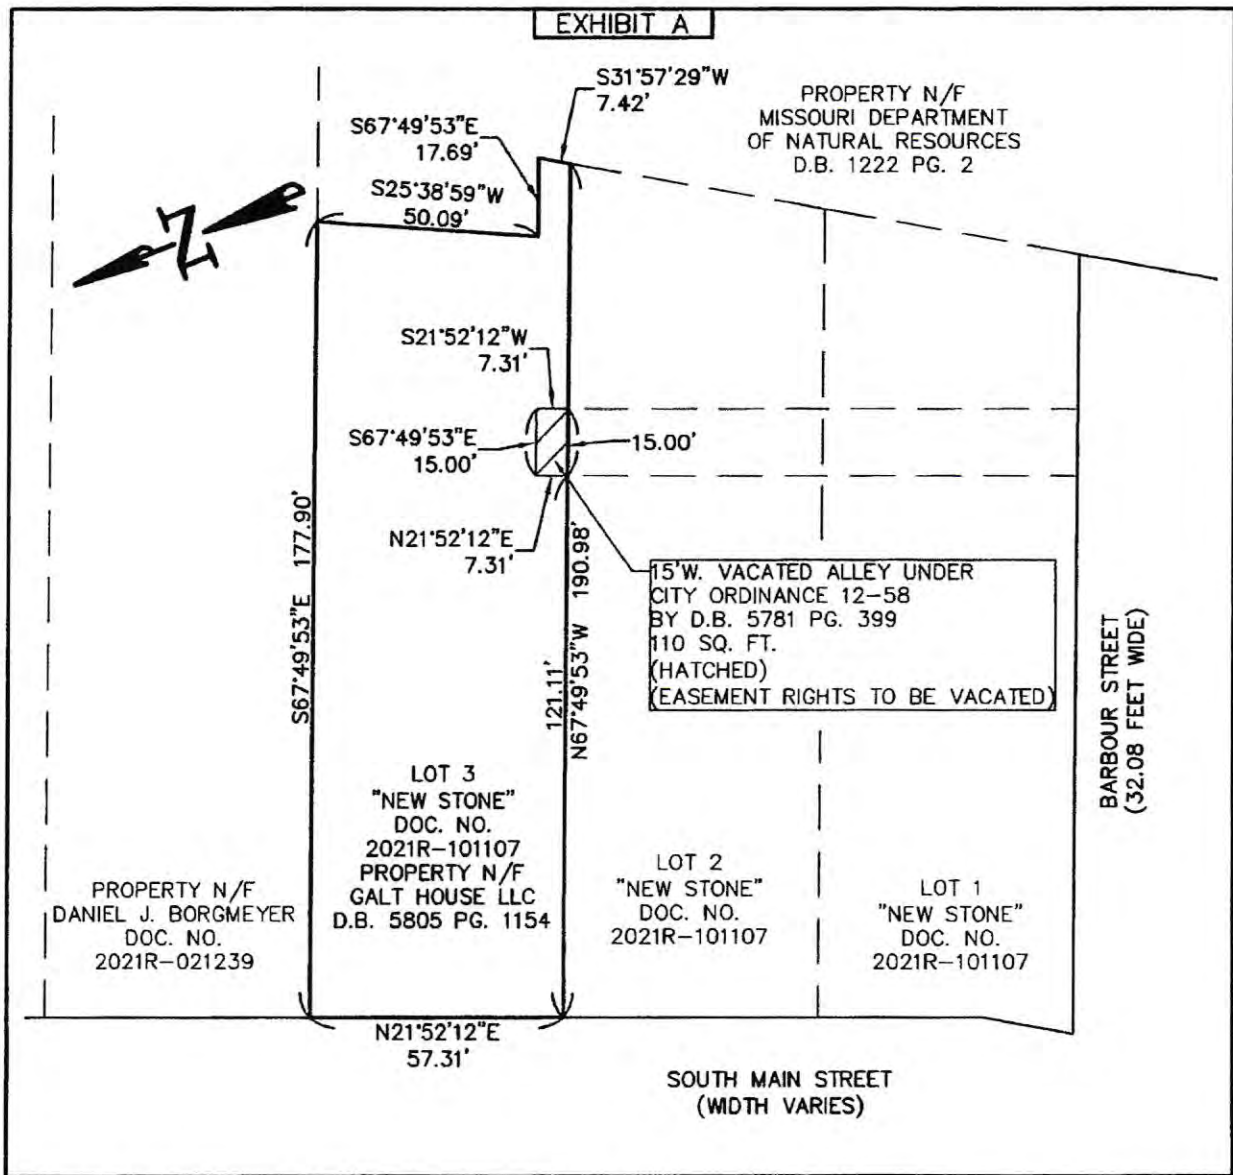 EXHIBIT A
S31°57'29"W
7.42'
PROPERTY N/F
MISSOURI DEPARTMENT
OF NATURAL RESOURCES
D.B. 1222 PG. 2
S67°49'53"E
17.69'
S25°38'59"W
50.09'
N
S21°52'12"W
7.31'
S67°49'53"E
15.00'
15.00'
N21°52'12"E
7.31'
S67°49'53"E 177.90'
121.11'
N67°49'53"W 190.98'
15'W. VACATED ALLEY UNDER
CITY ORDINANCE 12-58
BY D.B. 5781 PG. 399
110 SQ. FT.
(HATCHED)
(EASEMENT RIGHTS TO BE VACATED)
BARBOUR STREET
(32.08 FEET WIDE)
LOT 3
"NEW STONE"
DOC. NO.
2021R-101107
PROPERTY N/F
GALT HOUSE LLC
D.B. 5805 PG. 1154
PROPERTY N/F
DANIEL J. BORGMEYER
DOC. NO.
2021R-021239
LOT 2
"NEW STONE"
DOC. NO.
2021R-101107
LOT 1
"NEW STONE"
DOC. NO.
2021R-101107
N21°52'12"E
57.31'
SOUTH MAIN STREET
(WIDTH VARIES)